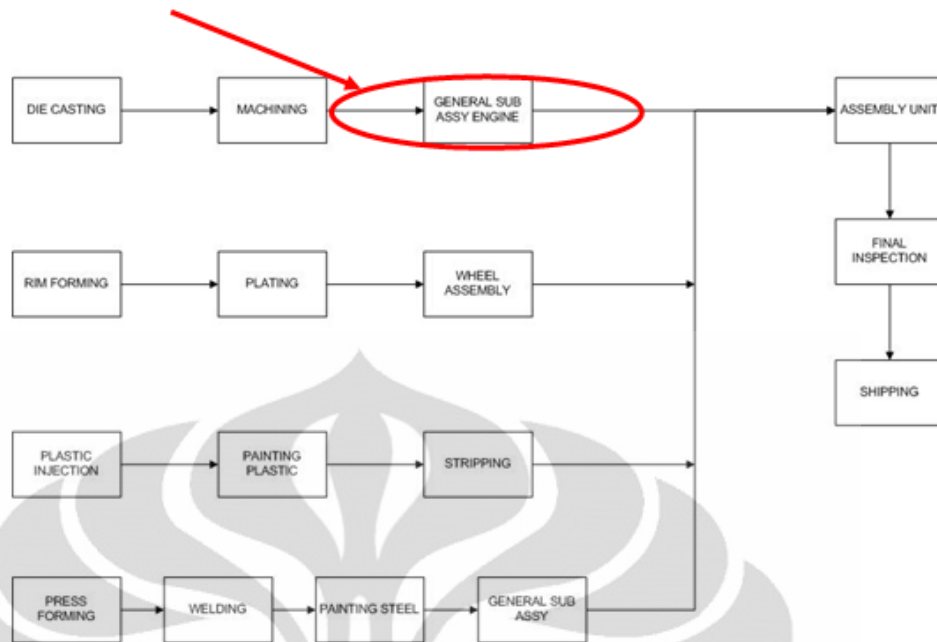 DIE CASTING
MACHINING
GENERAL SUB
ASSY ENGINE
ASSEMBLY UNIT
FINAL
INSPECTION
SHIPPING
RIM FORMING
PLATING
WHEEL
ASSEMBLY
PLASTIC
INJECTION
PAINTING
PLASTIC
STRIPPING
PRESS
FORMING
WELDING
PAINTING STEEL
GENERAL SUB
ASSY